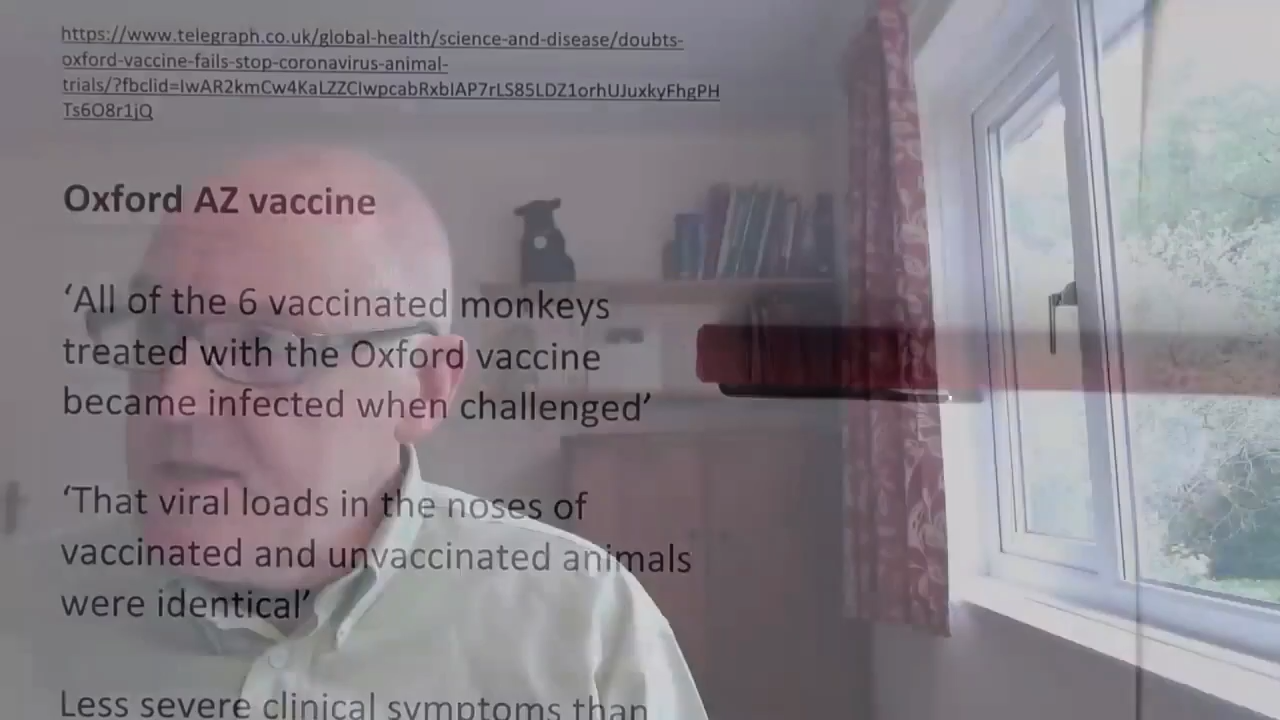 https://www.telegraph.co.uk/global-health/science-and-disease/doubts-
oxford-vaccine-fails-stop-coronavirus-animal-
trials/?fbclid=IwAR2kmCw4KaLZZCIwpcabRxbIAP7rLS85LDZ1orhUJuxkyFhgPH
Ts6O8r1jQ
Oxford AZ vaccine
‘All of the 6 vaccinated monkeys
treated with the Oxford vaccine
became infected when challenged’
‘That viral loads in the noses of
vaccinated and unvaccinated animals
were identical’
Less severe clinical symptoms than